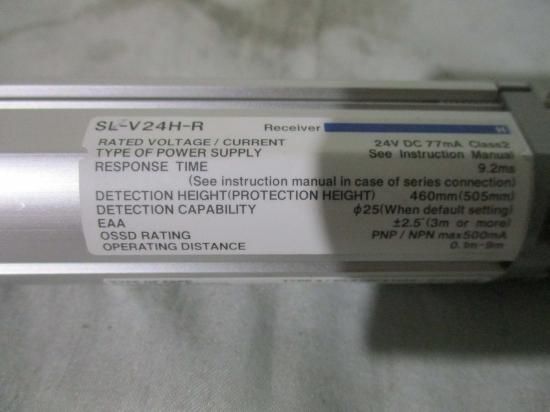 SL-V24H-R Receiver H
RATED VOLTAGE / CURRENT 24V DC 77mA Class2
TYPE OF POWER SUPPLY See Instruction Manual
RESPONSE TIME 9.2ms
(See instruction manual in case of series connection)
DETECTION HEIGHT(PROTECTION HEIGHT) 460mm(505mm)
DETECTION CAPABILITY φ25(When default setting)
EAA ±2.5°(3m or more)
OSSD RATING PNP / NPN max500mA
OPERATING DISTANCE 0.1m-9m